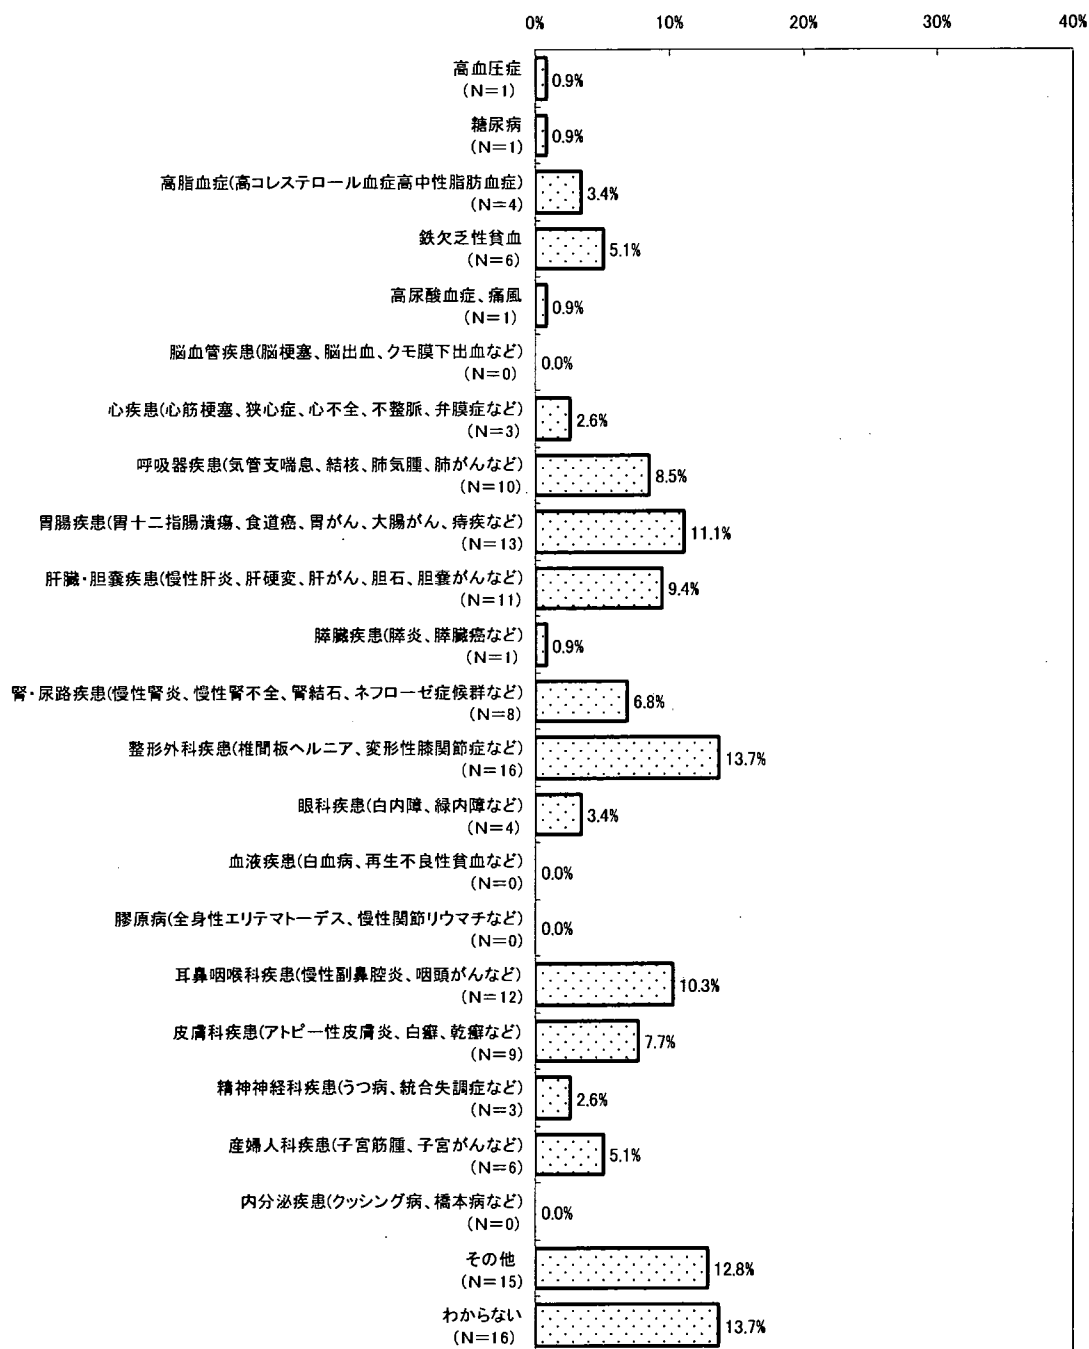 0% 10% 20% 30% 40%
高血圧症
(N=1)
0.9%
糖尿病
(N=1)
0.9%
高脂血症(高コレステロール血症高中性脂肪血症)
(N=4)
3.4%
鉄欠乏性貧血
(N=6)
5.1%
高尿酸血症、痛風
(N=1)
0.9%
脳血管疾患(脳梗塞、脳出血、クモ膜下出血など)
(N=0)
0.0%
心疾患(心筋梗塞、狭心症、心不全、不整脈、弁膜症など)
(N=3)
2.6%
呼吸器疾患(気管支喘息、結核、肺気腫、肺がんなど)
(N=10)
8.5%
胃腸疾患(胃十二指腸潰瘍、食道癌、胃がん、大腸がん、痔疾など)
(N=13)
11.1%
肝臓・胆嚢疾患(慢性肝炎、肝硬変、肝がん、胆石、胆嚢がんなど)
(N=11)
9.4%
膵臓疾患(膵炎、膵臓癌など)
(N=1)
0.9%
腎・尿路疾患(慢性腎炎、慢性腎不全、腎結石、ネフローゼ症候群など)
(N=8)
6.8%
整形外科疾患(椎間板ヘルニア、変形性膝関節症など)
(N=16)
13.7%
眼科疾患(白内障、緑内障など)
(N=4)
3.4%
血液疾患(白血病、再生不良性貧血など)
(N=0)
0.0%
膠原病(全身性エリテマトーデス、慢性関節リウマチなど)
(N=0)
0.0%
耳鼻咽喉科疾患(慢性副鼻腔炎、咽頭がんなど)
(N=12)
10.3%
皮膚科疾患(アトピー性皮膚炎、白癬、乾癬など)
(N=9)
7.7%
精神神経科疾患(うつ病、統合失調症など)
(N=3)
2.6%
産婦人科疾患(子宮筋腫、子宮がんなど)
(N=6)
5.1%
内分泌疾患(クッシング病、橋本病など)
(N=0)
0.0%
その他
(N=15)
12.8%
わからない
(N=16)
13.7%